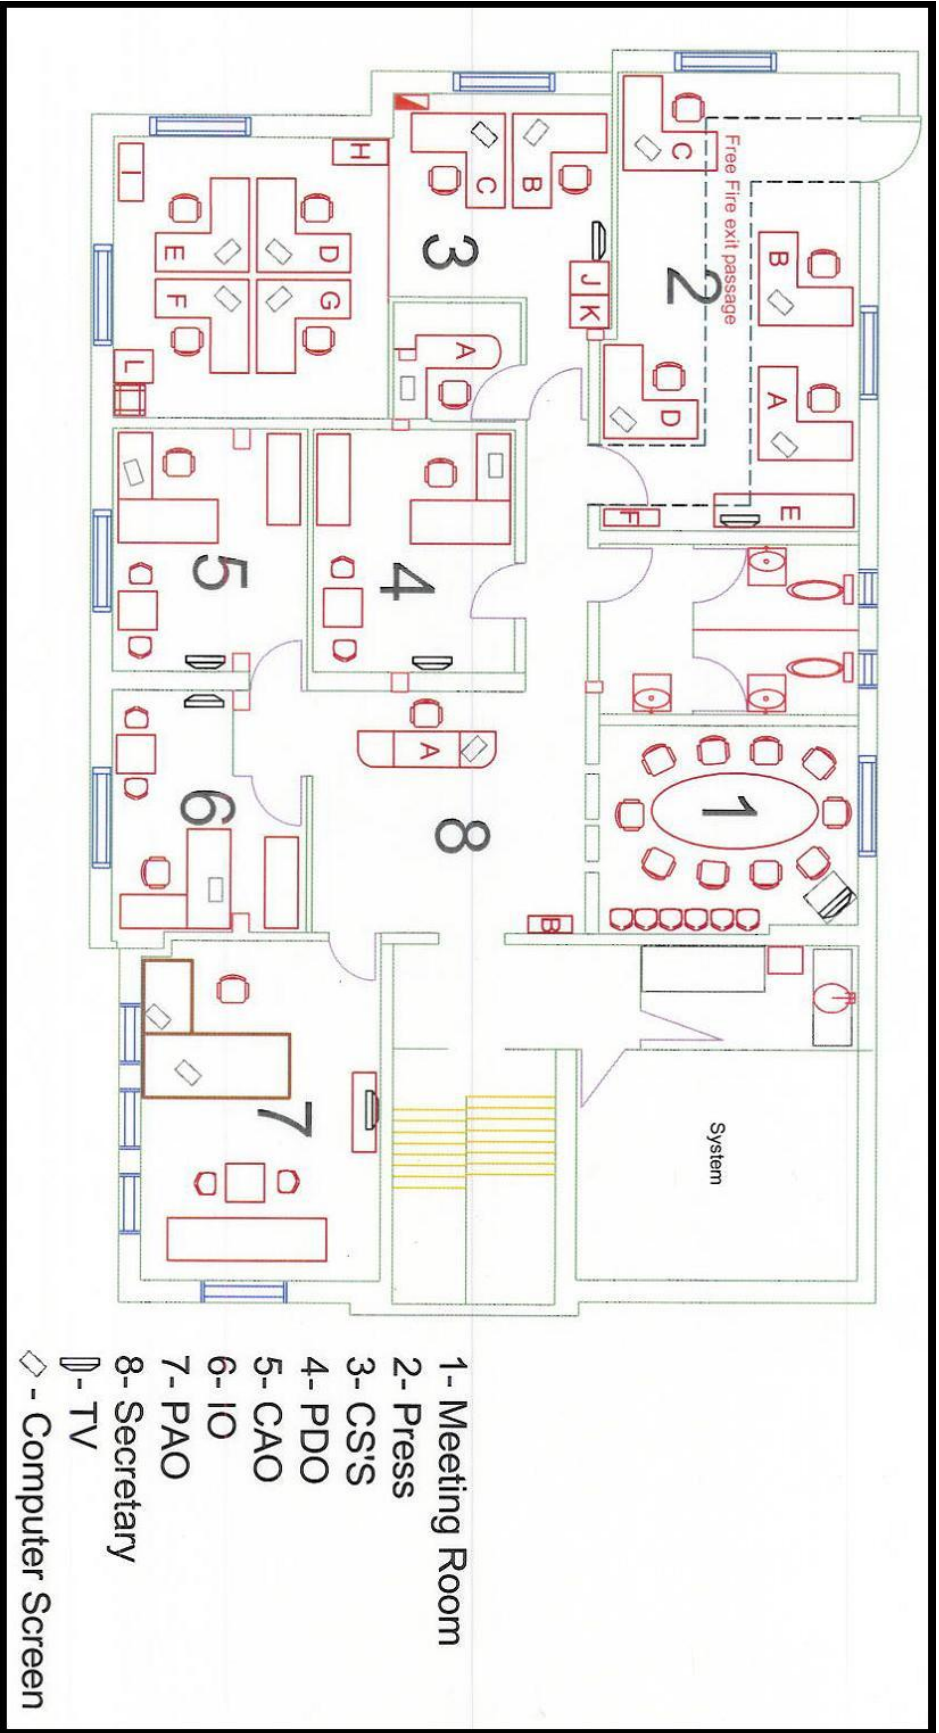 C
Free Fire exit passage
B
2
A
D
E
F
H
I
C
B
3
J
K
E
D
F
G
A
L
5
4
6
A
8
1
B
7
System
1- Meeting Room
2- Press
3-CS'S
4- PDO
5- CAO
6- IO
7- PAO
8- Secretary
- TV
- Computer Screen